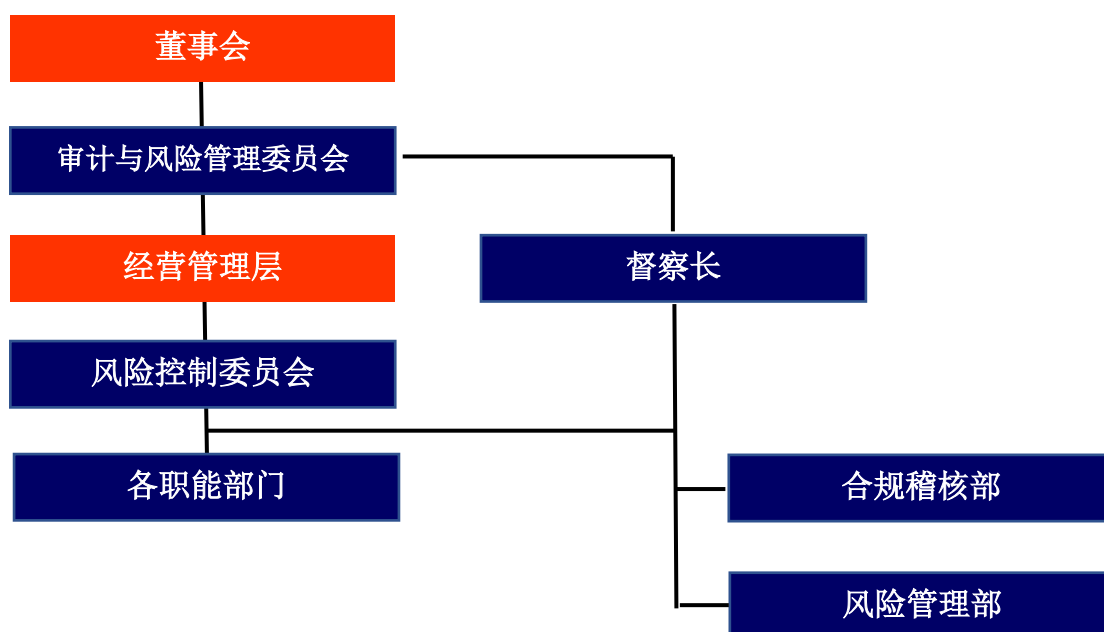 董事会
审计与风险管理委员会
经营管理层
督察长
风险控制委员会
各职能部门
合规稽核部
风险管理部